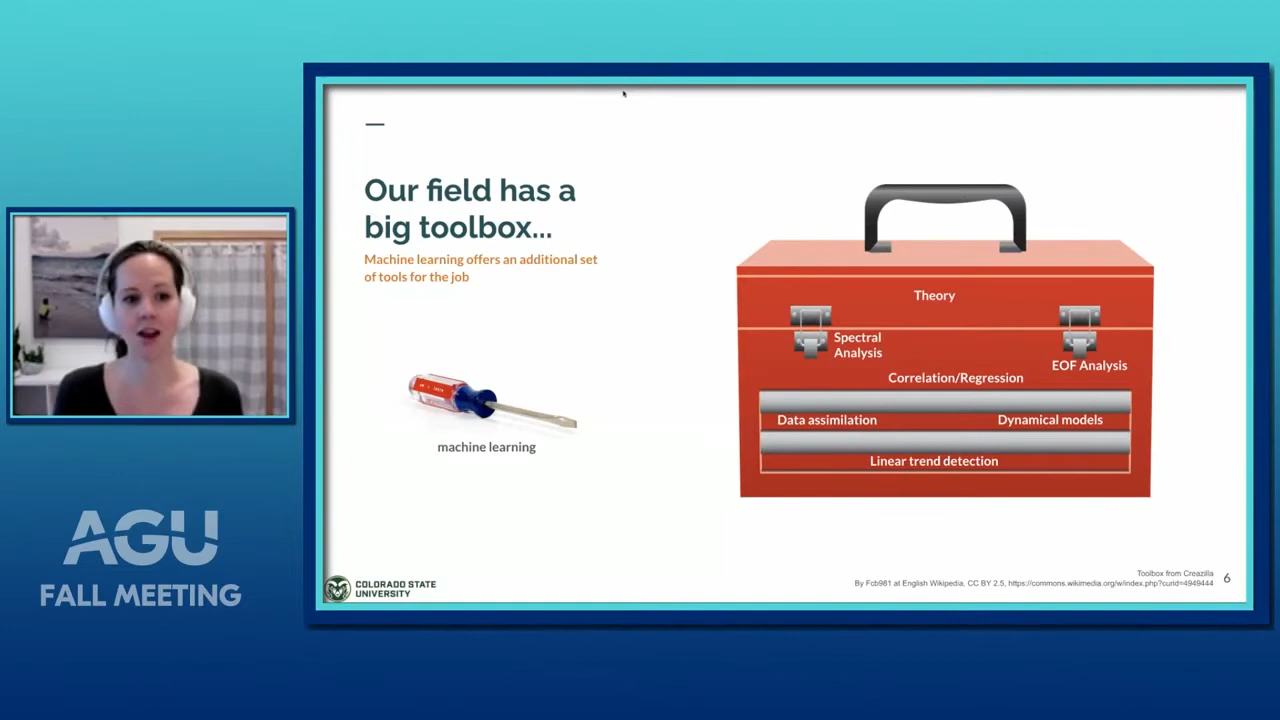 Our field has a
big toolbox...
Machine learning offers an additional set
of tools for the job
machine learning
Theory
Spectral
Analysis
EOF Analysis
Correlation/Regression
Data assimilation
Dynamical models
Linear trend detection
AGU
FALL MEETING
COLORADO STATE
UNIVERSITY
Toolbox from Creazilla
By Fcb981 at English Wikipedia, CC BY 2.5, https://commons.wikimedia.org/w/index.php?curid=4949444
6